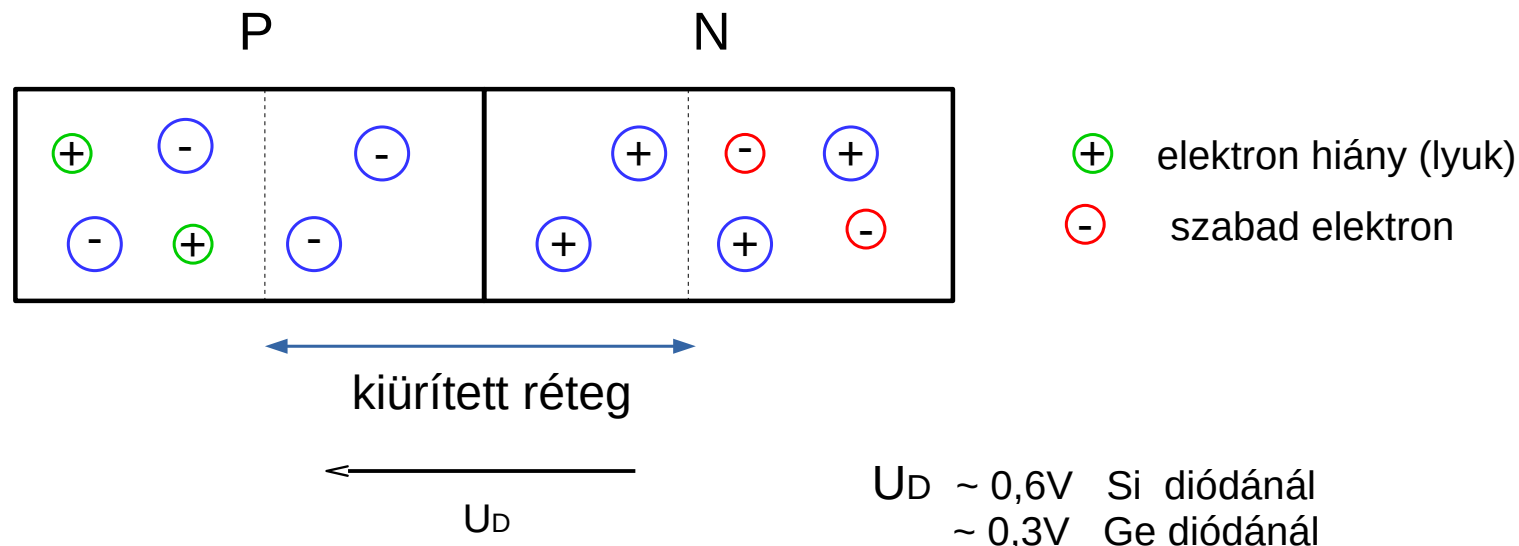 P N
+ - - + - + + elektron hiány (lyuk)
- + - + + - - szabad elektron
kiürített réteg
UD ~ 0,6V Si diódánál
UD ~ 0,3V Ge diódánál